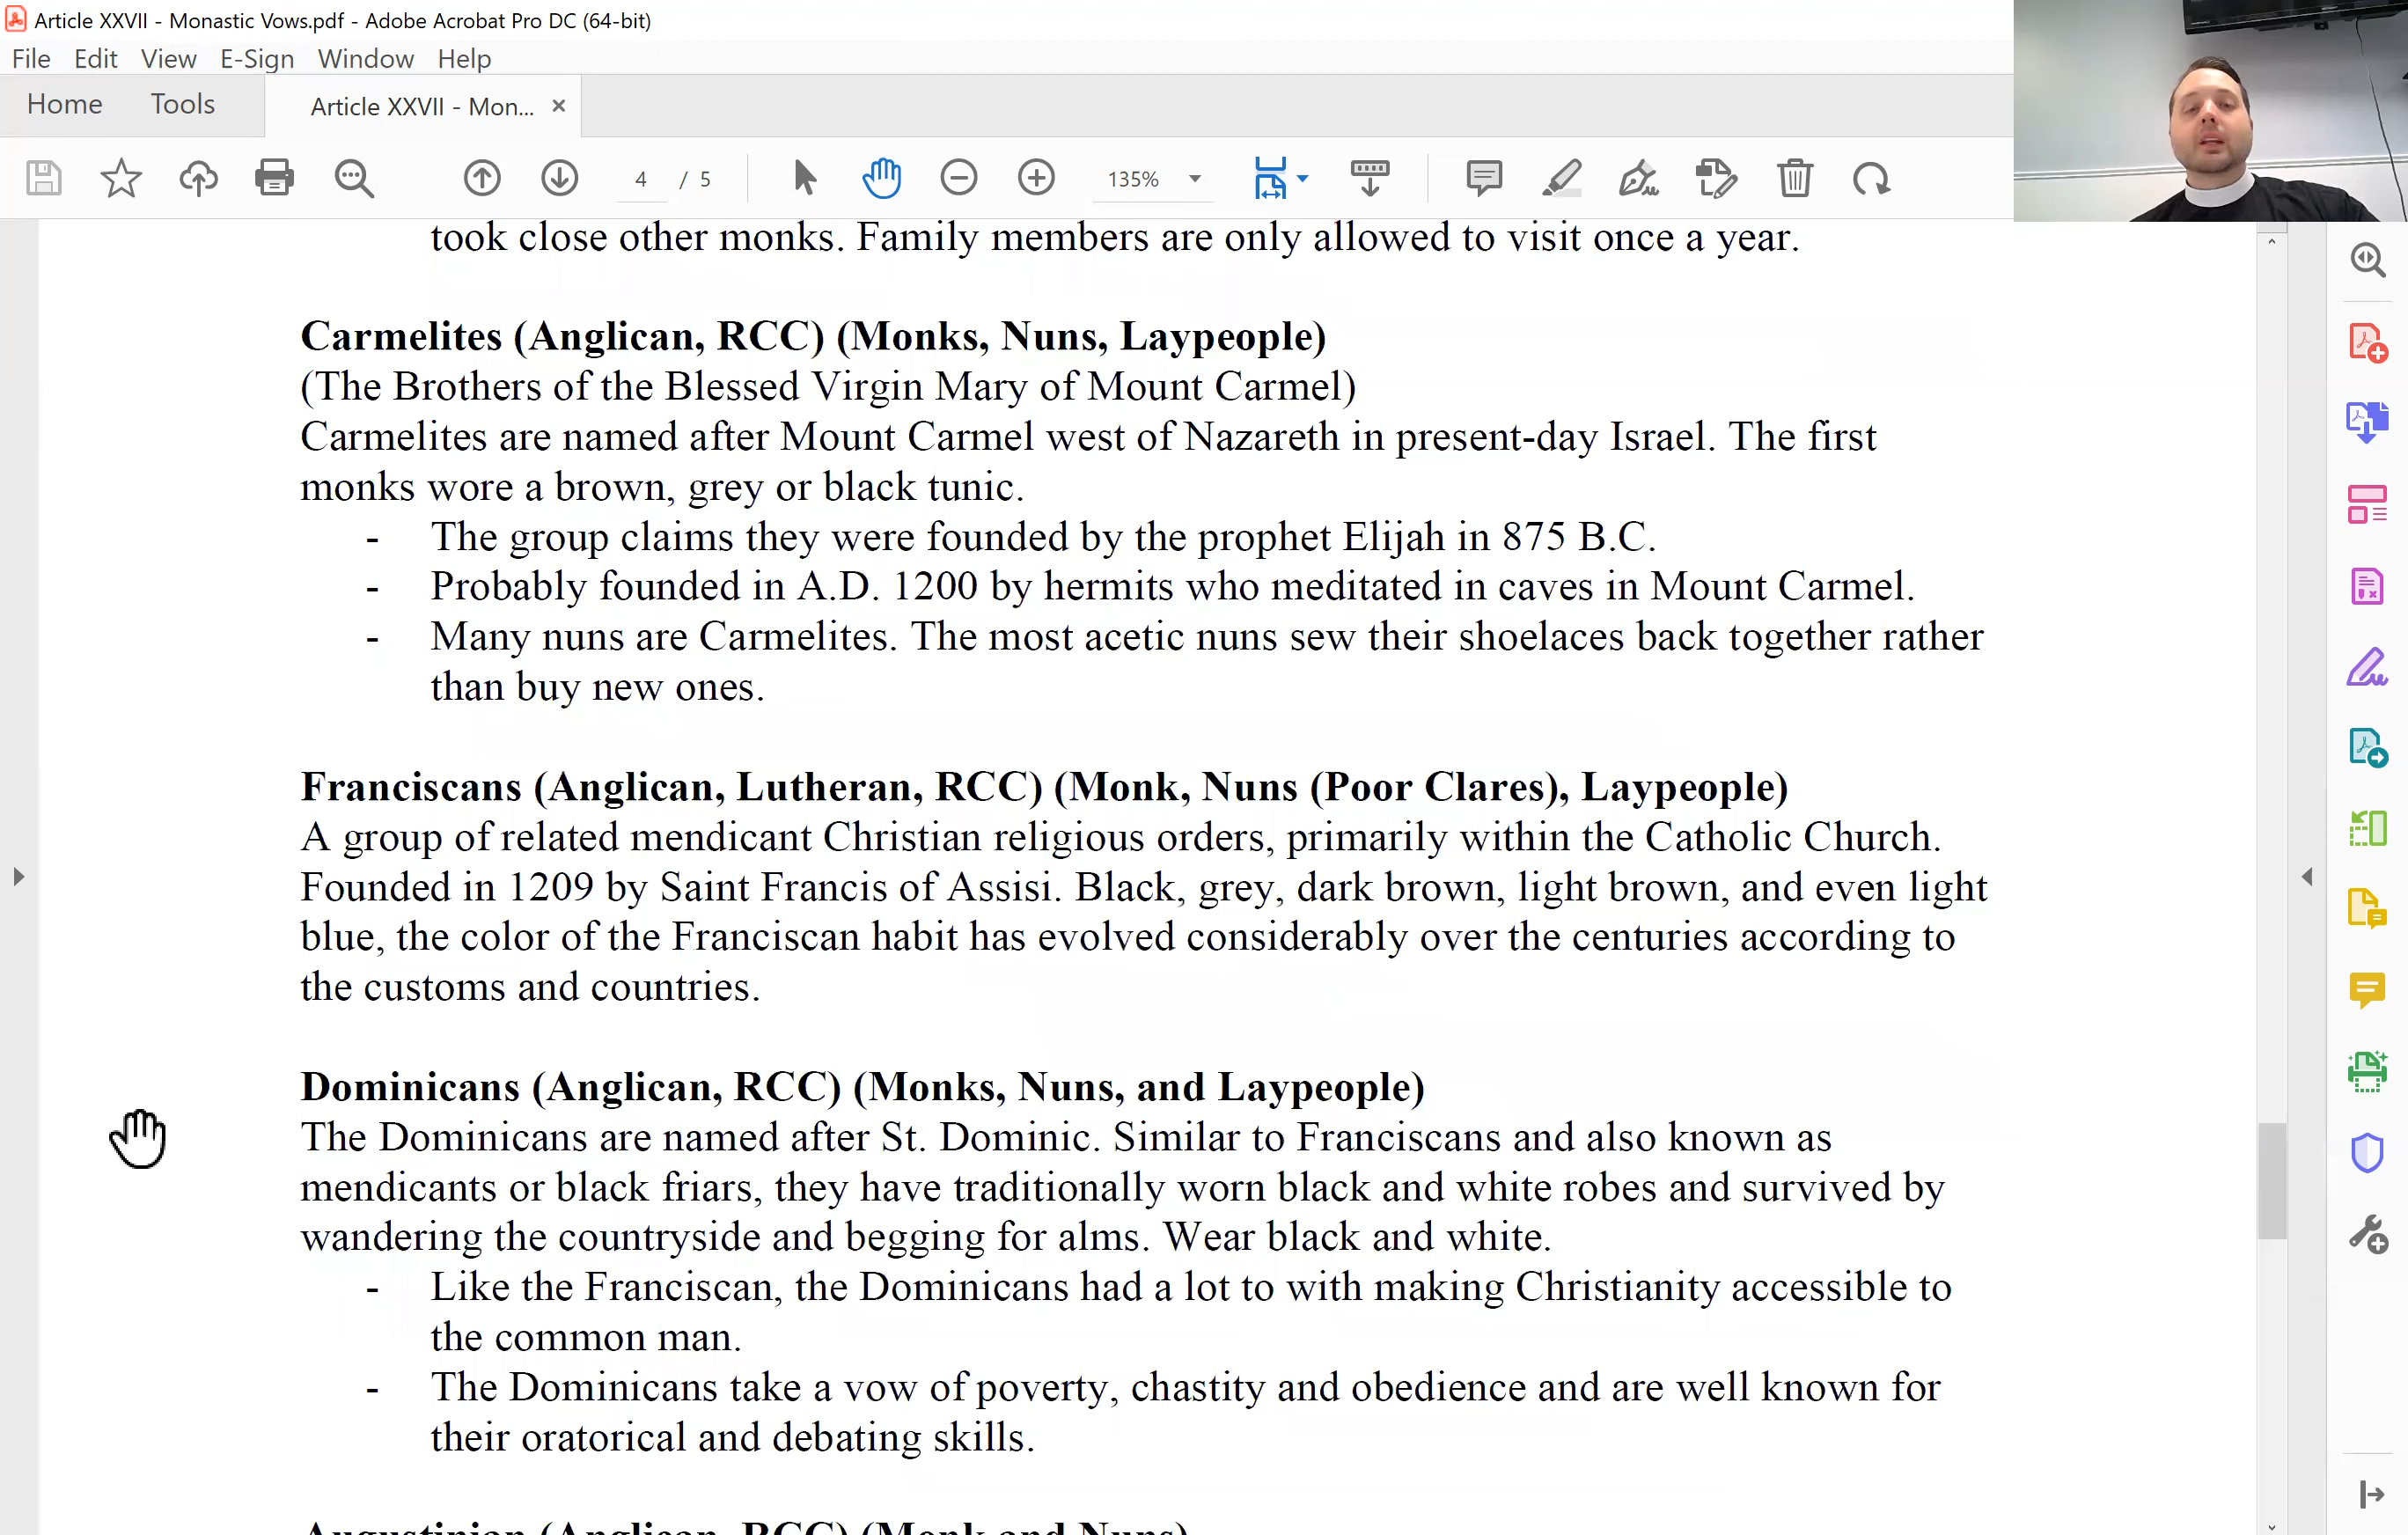 Article XXVII - Monastic Vows.pdf - Adobe Acrobat Pro DC (64-bit)
File Edit View E-Sign Window Help
Home Tools Article XXVII - Mon... ×
4 / 5 135%
took close other monks. Family members are only allowed to visit once a year.
Carmelites (Anglican, RCC) (Monks, Nuns, Laypeople)
(The Brothers of the Blessed Virgin Mary of Mount Carmel)
Carmelites are named after Mount Carmel west of Nazareth in present-day Israel. The first
monks wore a brown, grey or black tunic.
- The group claims they were founded by the prophet Elijah in 875 B.C.
- Probably founded in A.D. 1200 by hermits who meditated in caves in Mount Carmel.
- Many nuns are Carmelites. The most acetic nuns sew their shoelaces back together rather
than buy new ones.
Franciscans (Anglican, Lutheran, RCC) (Monk, Nuns (Poor Clares), Laypeople)
A group of related mendicant Christian religious orders, primarily within the Catholic Church.
Founded in 1209 by Saint Francis of Assisi. Black, grey, dark brown, light brown, and even light
blue, the color of the Franciscan habit has evolved considerably over the centuries according to
the customs and countries.
Dominicans (Anglican, RCC) (Monks, Nuns, and Laypeople)
The Dominicans are named after St. Dominic. Similar to Franciscans and also known as
mendicants or black friars, they have traditionally worn black and white robes and survived by
wandering the countryside and begging for alms. Wear black and white.
- Like the Franciscan, the Dominicans had a lot to with making Christianity accessible to
the common man.
- The Dominicans take a vow of poverty, chastity and obedience and are well known for
their oratorical and debating skills.
Augustinian (Anglican, RCC) (Monk and Nuns)